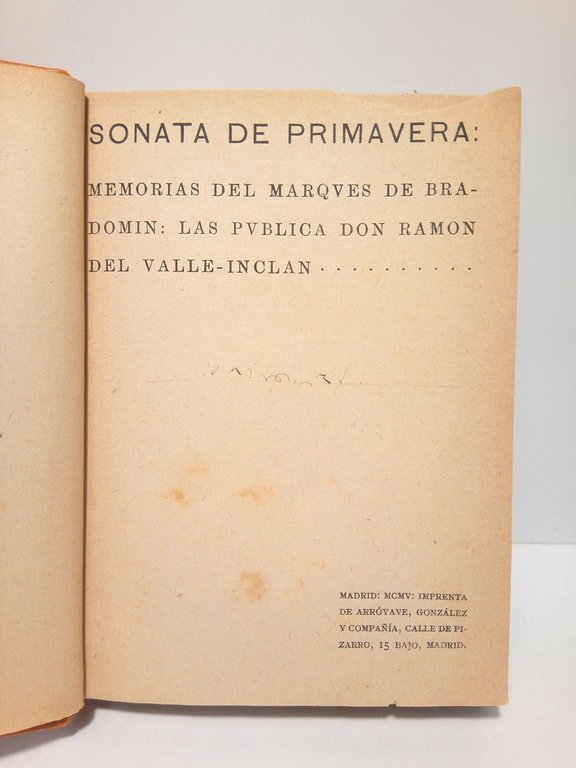 SONATA DE PRIMAVERA:
MEMORIAS DEL MARQVES DE BRA-
DOMIN: LAS PVBLICA DON RAMON
DEL VALLE-INCLAN . . . . . . . . . .
MADRID: MCMV: IMPRENTA
DE ARRÓYAVE, GONZÁLEZ
Y COMPAÑÍA, CALLE DE PI-
ZARRO, 15 BAJO, MADRID.